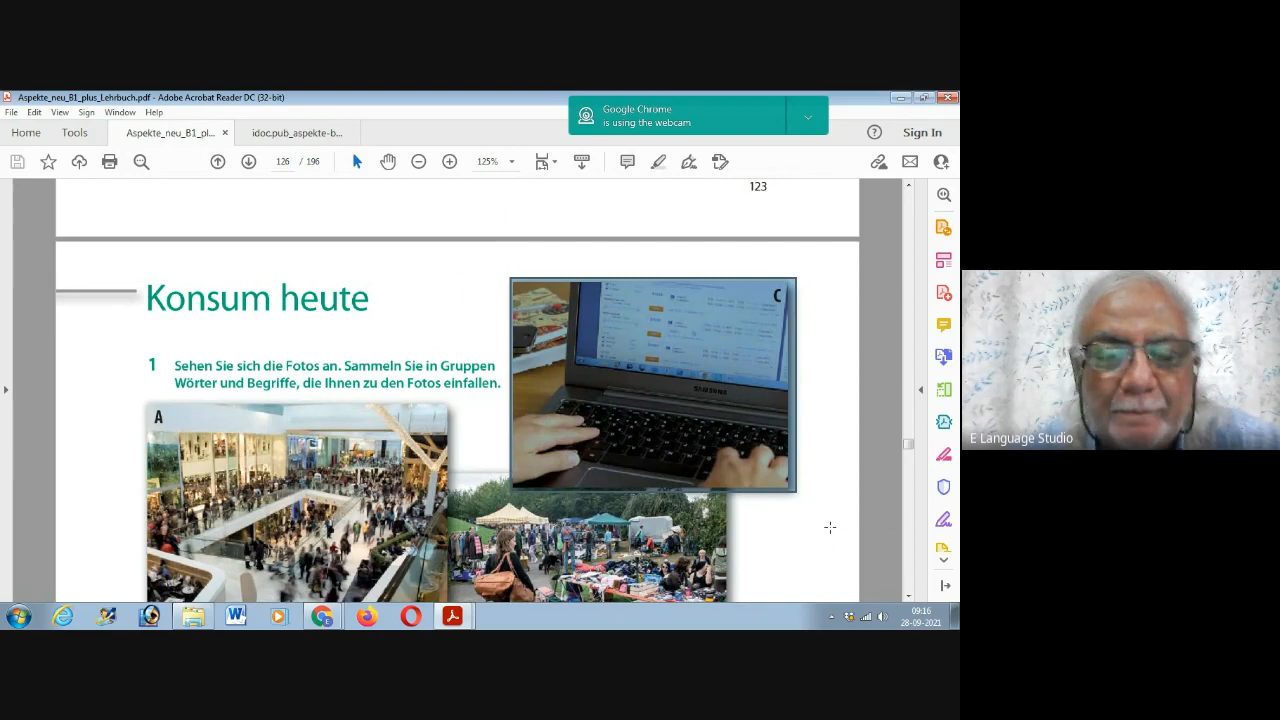 Aspekte_neu_B1_plus_Lehrbuch.pdf - Adobe Acrobat Reader DC (32-bit)
File Edit View Sign Window Help
Google Chrome
is using the webcam
Home Tools Aspekte_neu_B1_pl... × idoc.pub_aspekte-b...
Sign In
126 / 196 125%
123
Konsum heute
C
1 Sehen Sie sich die Fotos an. Sammeln Sie in Gruppen
Wörter und Begriffe, die Ihnen zu den Fotos einfallen.
SAMSUNG
A
E Language Studio
09:16
28-09-2021